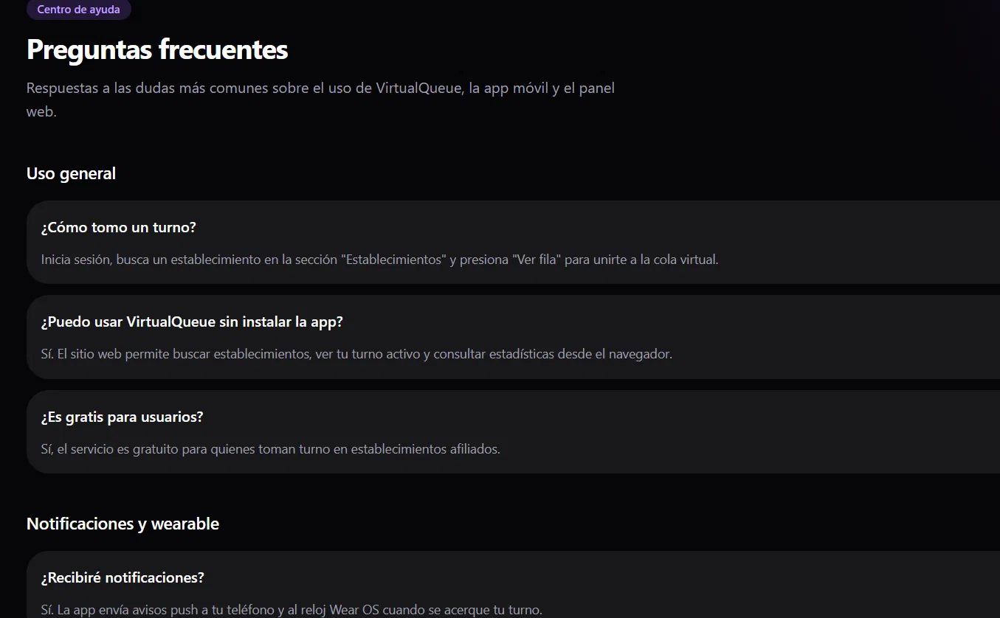 Centro de ayuda
Preguntas frecuentes
Respuestas a las dudas más comunes sobre el uso de VirtualQueue, la app móvil y el panel
web.
Uso general
¿Cómo tomo un turno?
Inicia sesión, busca un establecimiento en la sección "Establecimientos" y presiona "Ver fila" para unirte a la cola virtual.
¿Puedo usar VirtualQueue sin instalar la app?
Sí. El sitio web permite buscar establecimientos, ver tu turno activo y consultar estadísticas desde el navegador.
¿Es gratis para usuarios?
Sí, el servicio es gratuito para quienes toman turno en establecimientos afiliados.
Notificaciones y wearable
¿Recibiré notificaciones?
Sí. La app envía avisos push a tu teléfono y al reloj Wear OS cuando se acerque tu turno.